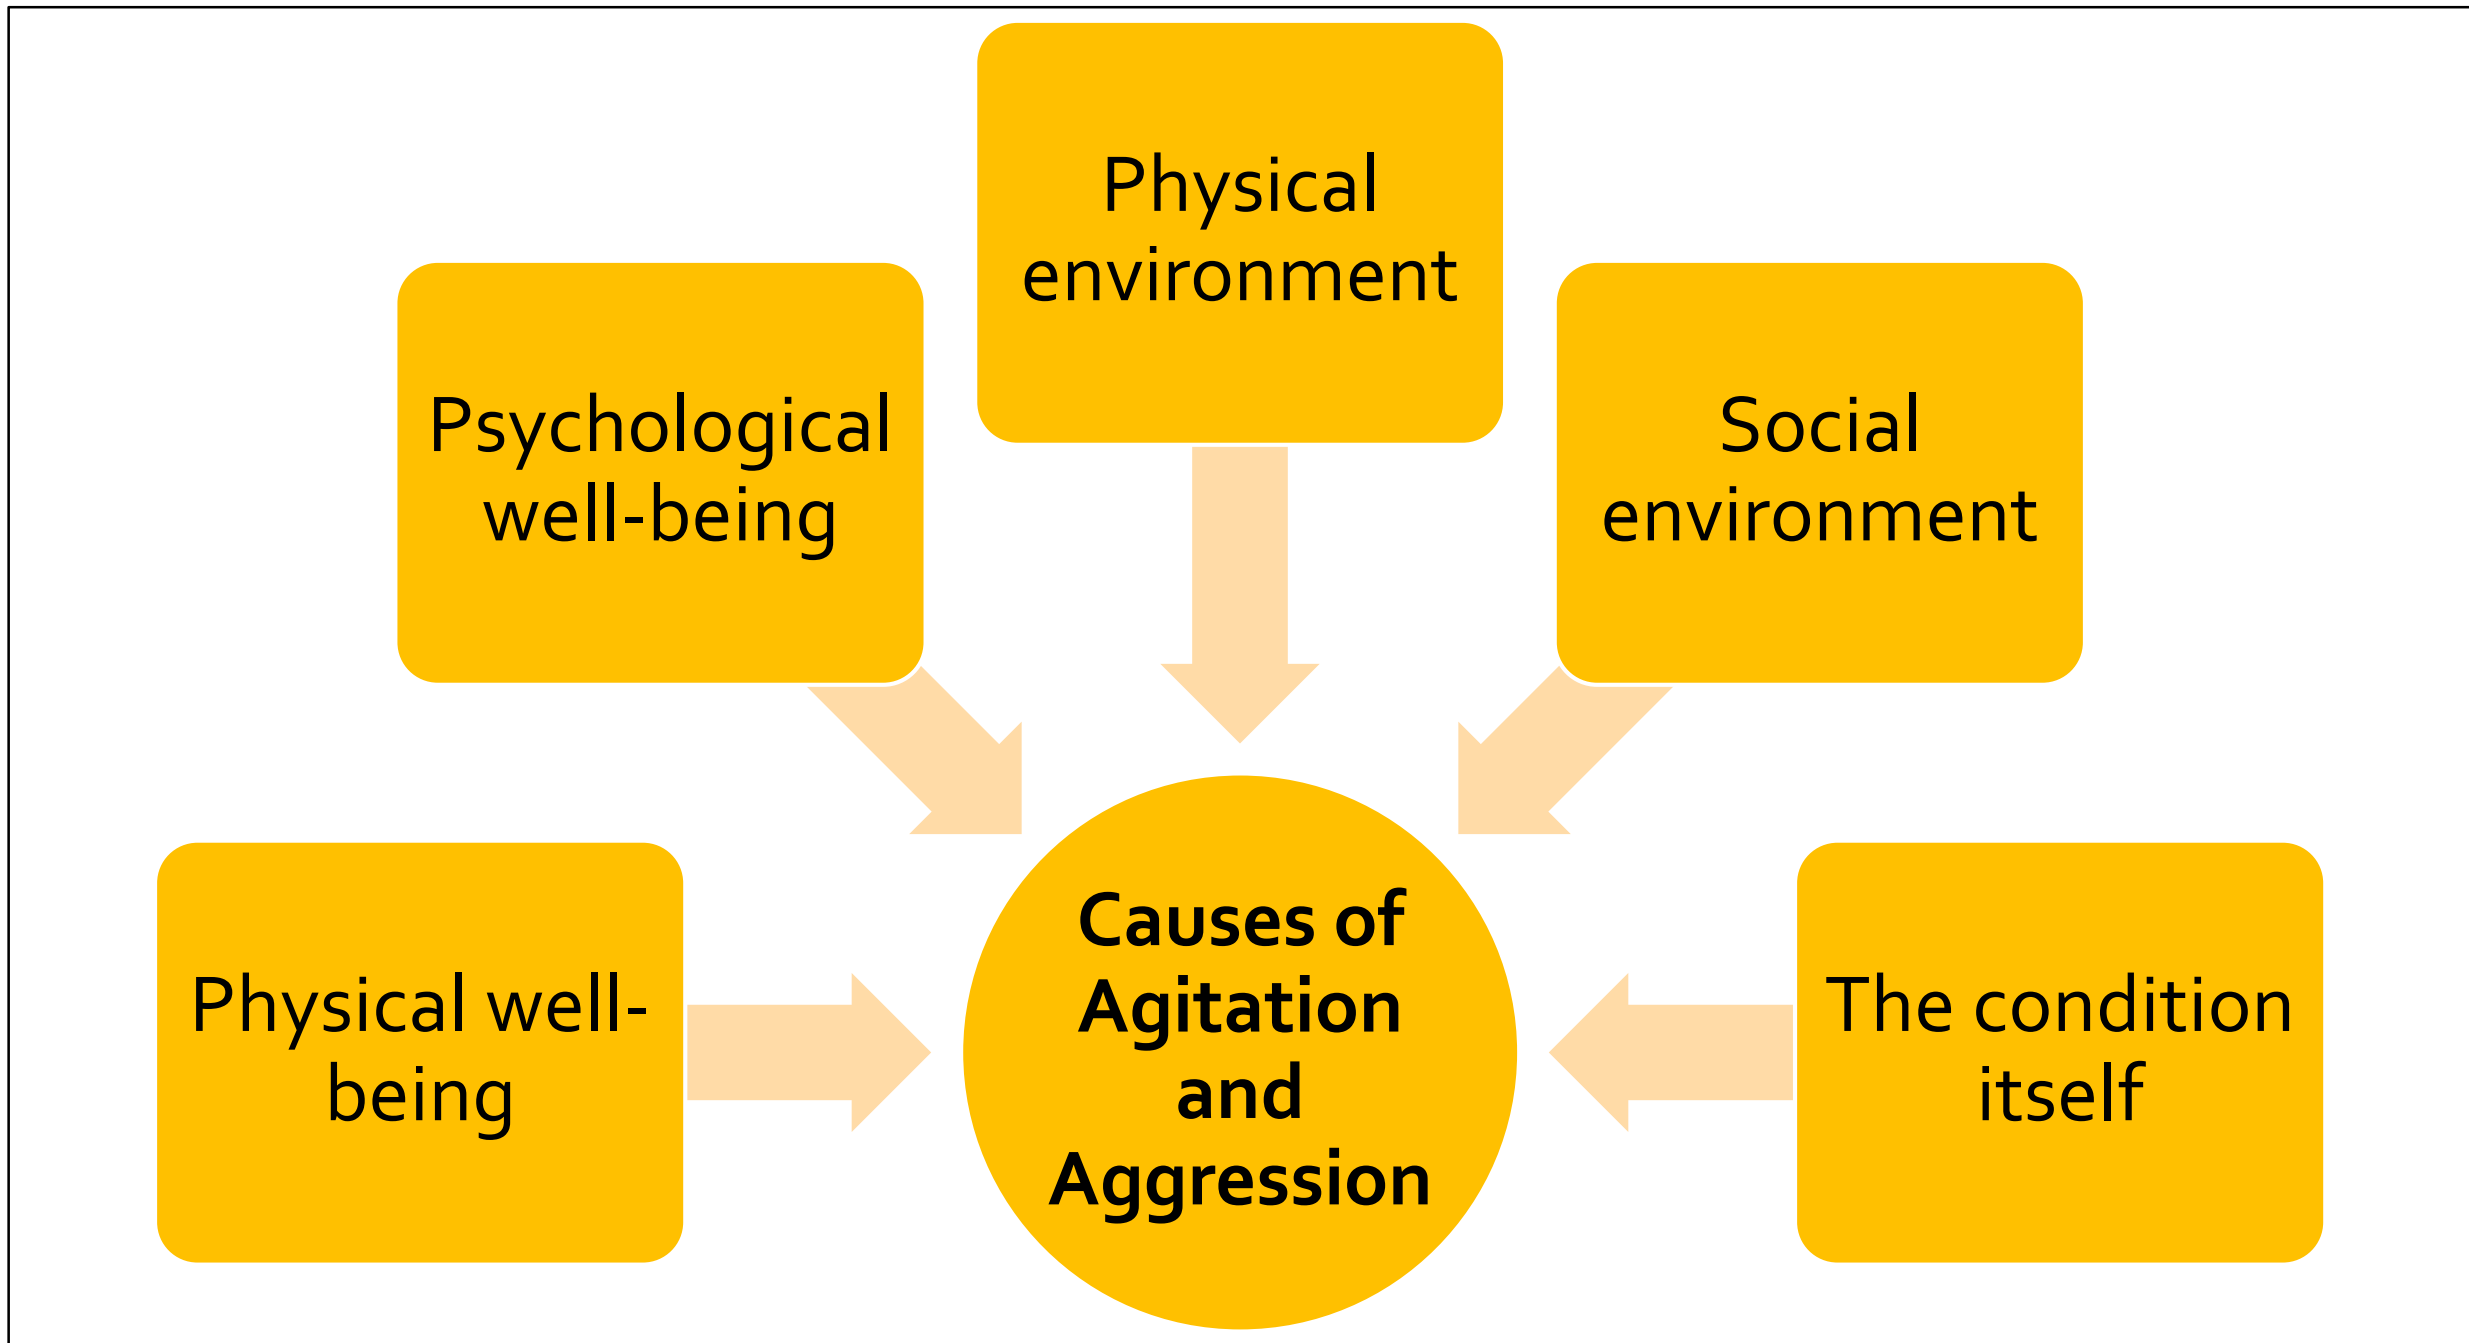 Physical
environment
Psychological
well-being
Social
environment
Physical well-
being
Causes of
Agitation
and
Aggression
The condition
itself